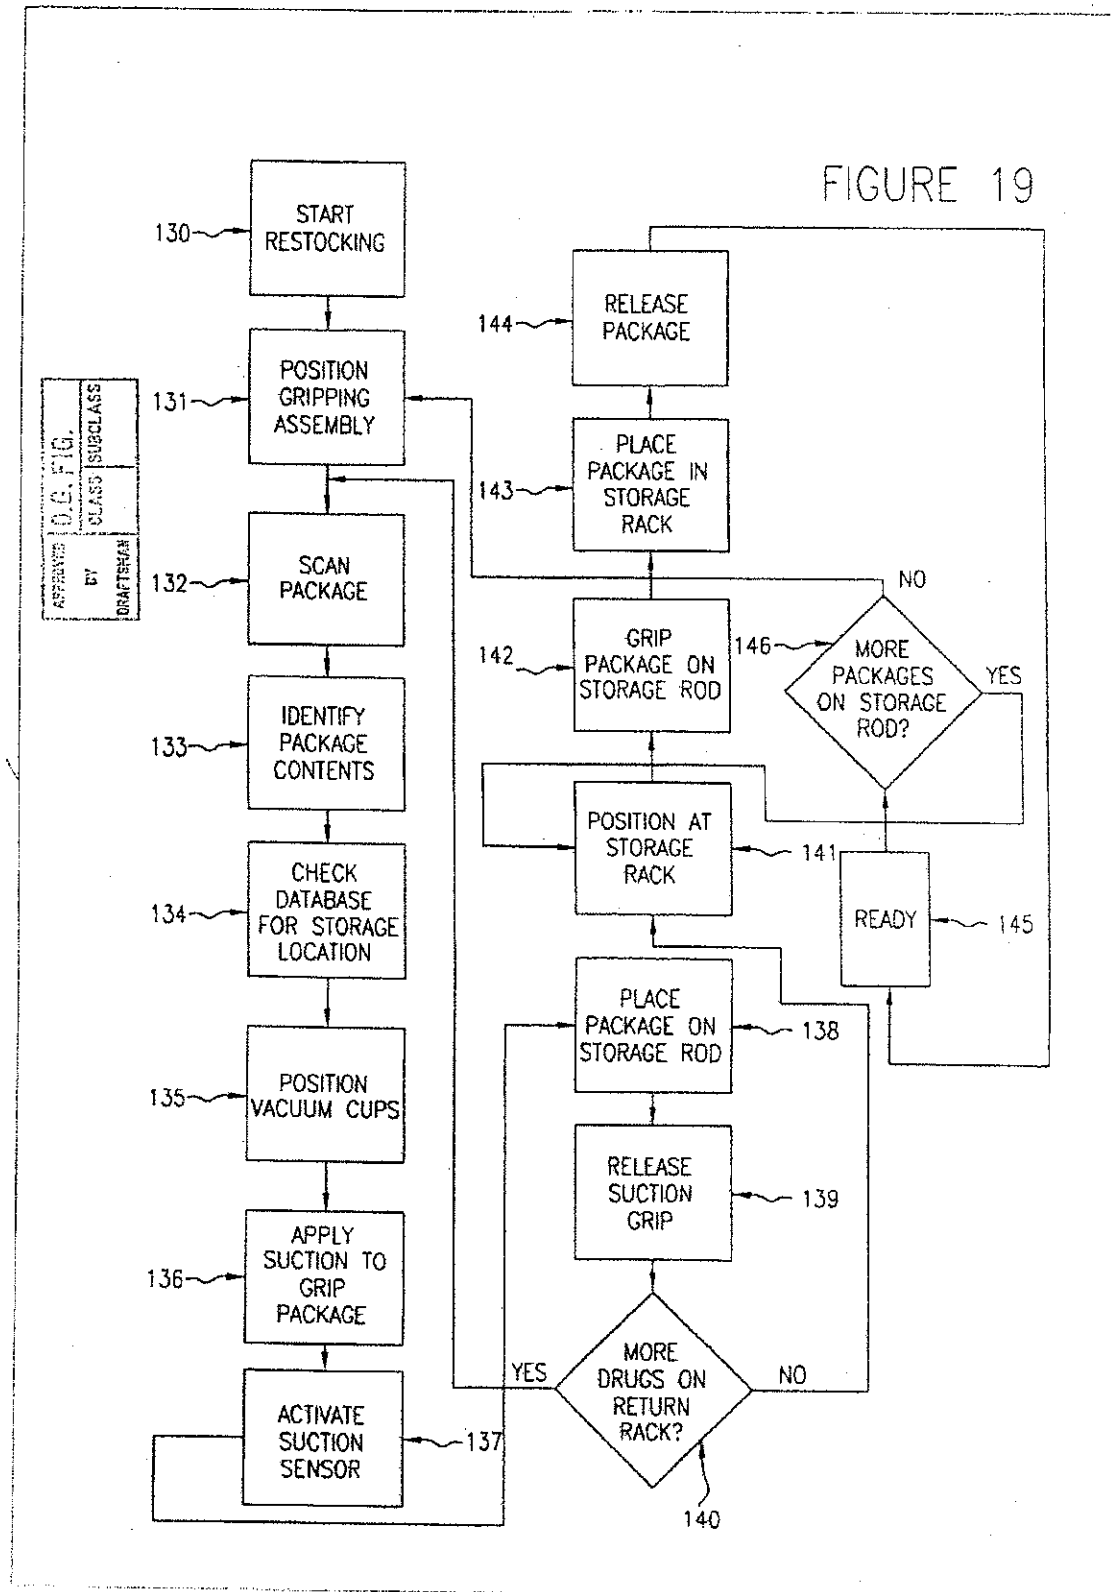 FIGURE 19
APPROVED
O.G. FIG.
BY
CLASS
SUBCLASS
DRAFTSMAN
130
START
RESTOCKING
131
POSITION
GRIPPING
ASSEMBLY
132
SCAN
PACKAGE
133
IDENTIFY
PACKAGE
CONTENTS
134
CHECK
DATABASE
FOR STORAGE
LOCATION
135
POSITION
VACUUM CUPS
136
APPLY
SUCTION TO
GRIP
PACKAGE
ACTIVATE
SUCTION
SENSOR
137
PLACE
PACKAGE ON
STORAGE ROD
138
RELEASE
SUCTION
GRIP
139
MORE
DRUGS ON
RETURN
RACK?
YES
NO
140
POSITION AT
STORAGE
RACK
141
142
GRIP
PACKAGE ON
STORAGE ROD
143
PLACE
PACKAGE IN
STORAGE
RACK
144
RELEASE
PACKAGE
READY
145
146
MORE
PACKAGES
ON STORAGE
ROD?
NO
YES